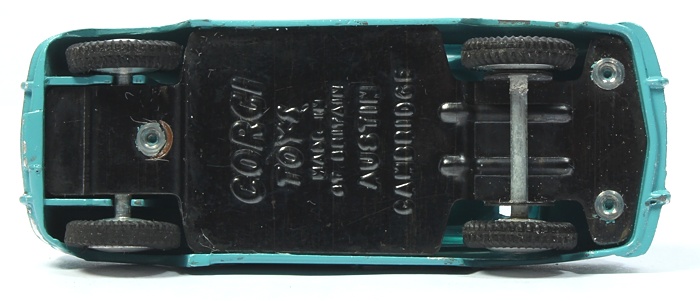 CORGI
TOYS
MADE IN
GT BRITAIN
AUSTIN
CAMBRIDGE